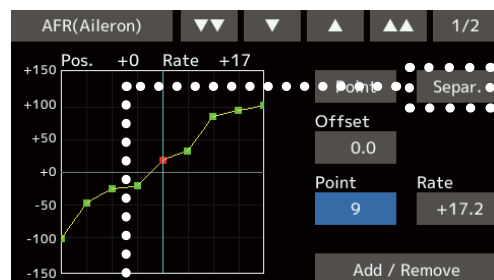 AFR(Aileron) ▼▼ ▼ ▲ ▲▲ 1/2
Pos. +0 Rate +17
+150
+100
+50
+0
-50
-100
-150
Point Separ.
Offset
0.0
Point Rate
9 +17.2
Add / Remove